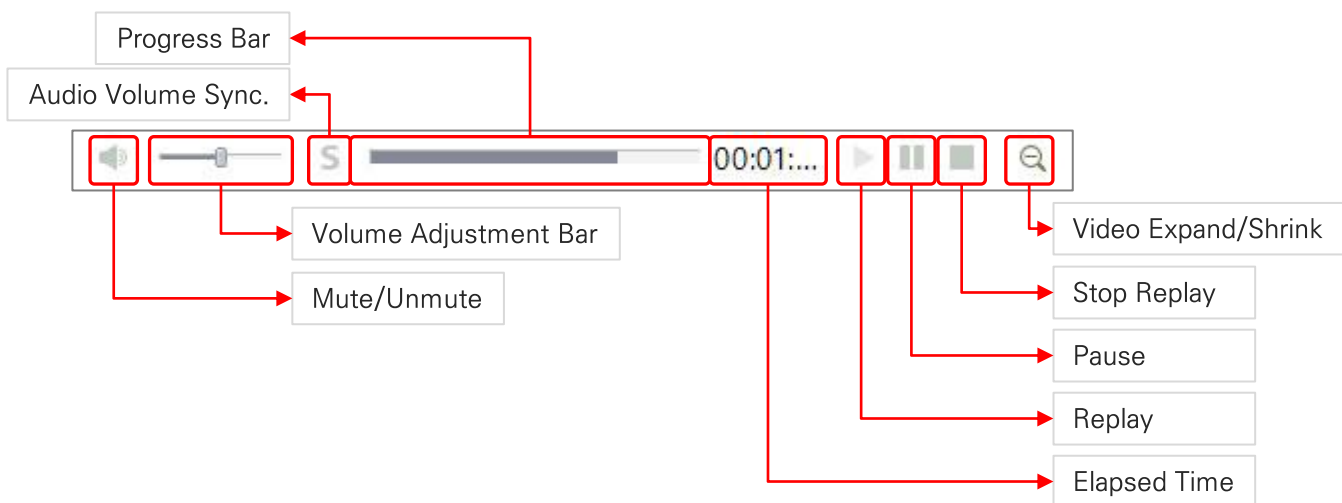 Progress Bar
Audio Volume Sync.
S
00:01:...
Volume Adjustment Bar
Video Expand/Shrink
Mute/Unmute
Stop Replay
Pause
Replay
Elapsed Time